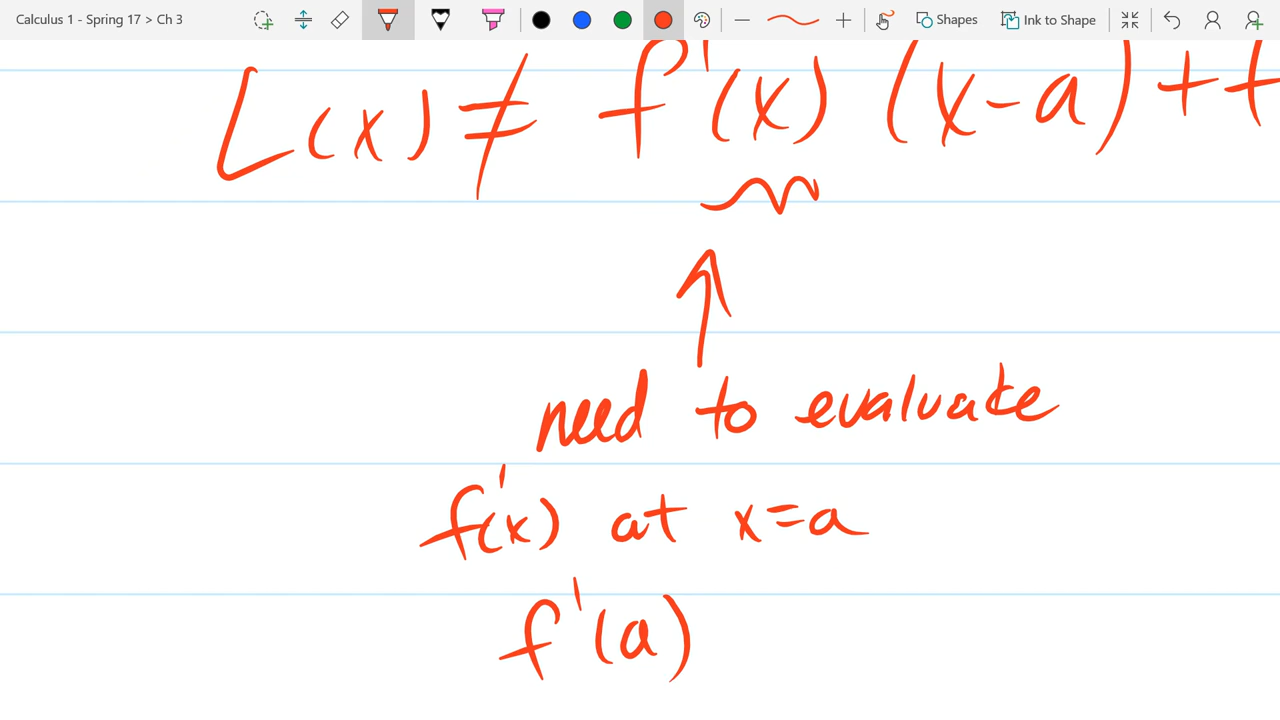 Calculus 1 - Spring 17 > Ch 3
Shapes
Ink to Shape
L(x) ≠ f'(x) (x-a) + f
need to evaluate
f'(x) at x=a
f'(a)